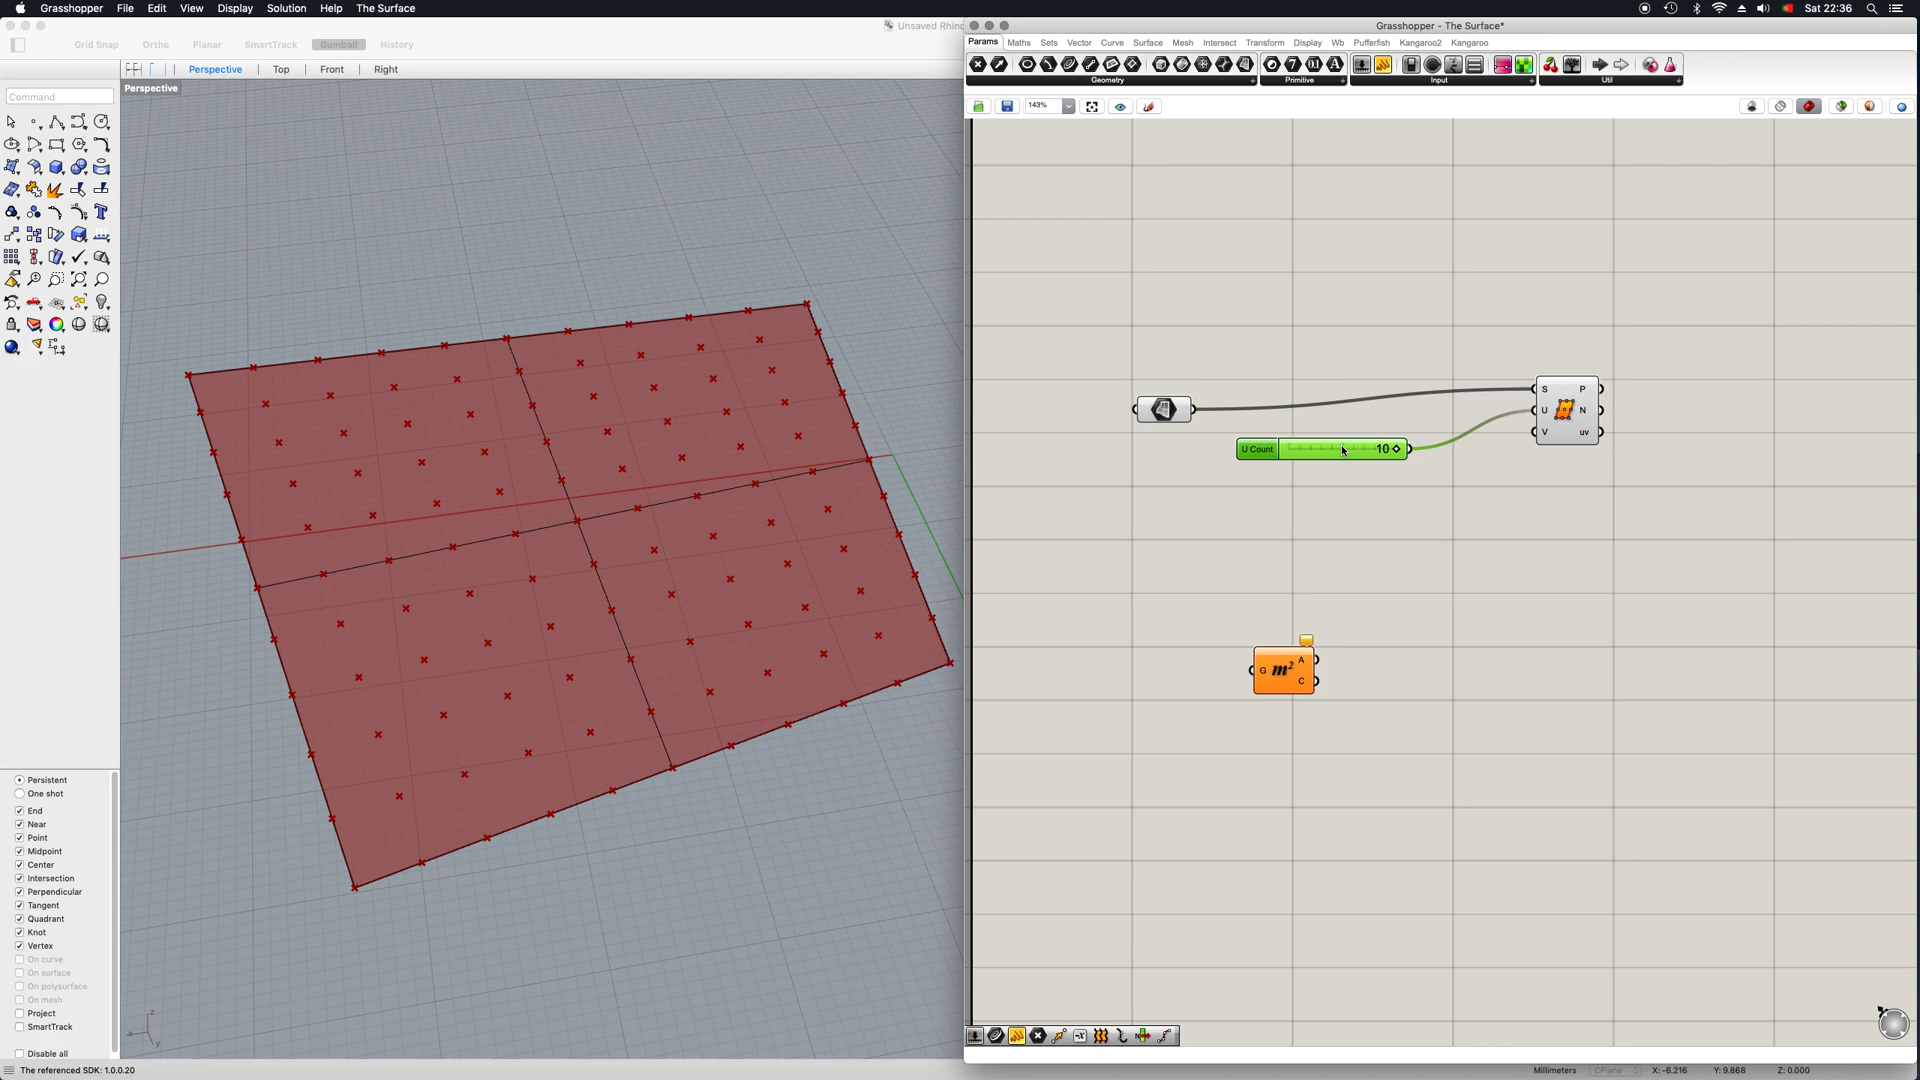 Grasshopper File Edit View Display Solution Help The Surface
Sat 22:36
Unsaved Rhin
Grid Snap Ortho Planar SmartTrack Gumball History
Perspective Top Front Right
Perspective
Command
Persistent
One shot
End
Near
Point
Midpoint
Center
Intersection
Perpendicular
Tangent
Quadrant
Knot
Vertex
On curve
On surface
On polysurface
On mesh
Project
SmartTrack
Disable all
The referenced SDK: 1.0.0.20
z
x
y
Grasshopper - The Surface*
Params Maths Sets Vector Curve Surface Mesh Intersect Transform Display Wb Pufferfish Kangaroo2 Kangaroo
Geometry Primitive Input Util
143%
S P
U N
V uv
U Count 10
G m² A
C
Millimeters CPlane X: -6.216 Y: 9.868 Z: 0.000